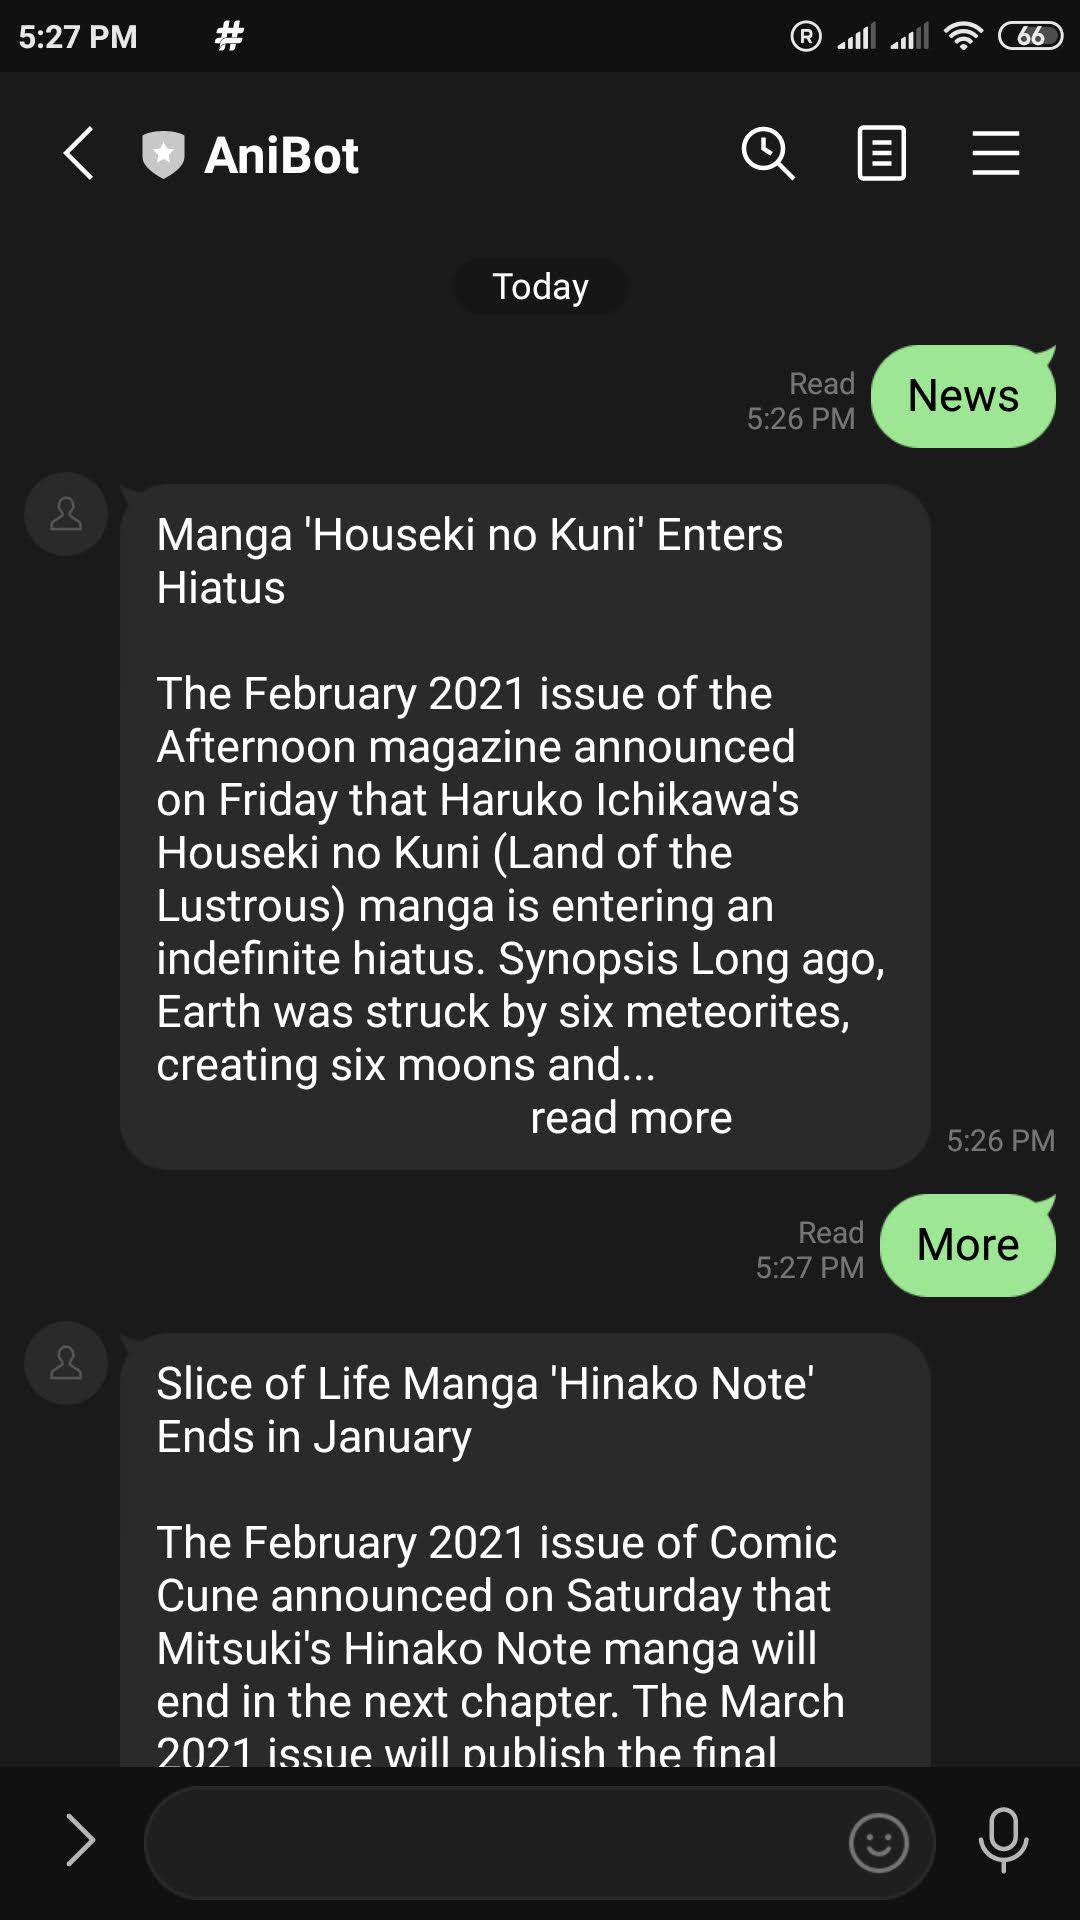 5:27 PM # R 66
AniBot
Today
Read
5:26 PM
News
Manga 'Houseki no Kuni' Enters
Hiatus
The February 2021 issue of the
Afternoon magazine announced
on Friday that Haruko Ichikawa's
Houseki no Kuni (Land of the
Lustrous) manga is entering an
indefinite hiatus. Synopsis Long ago,
Earth was struck by six meteorites,
creating six moons and...
read more
5:26 PM
Read
5:27 PM
More
Slice of Life Manga 'Hinako Note'
Ends in January
The February 2021 issue of Comic
Cune announced on Saturday that
Mitsuki's Hinako Note manga will
end in the next chapter. The March
2021 issue will publish the final